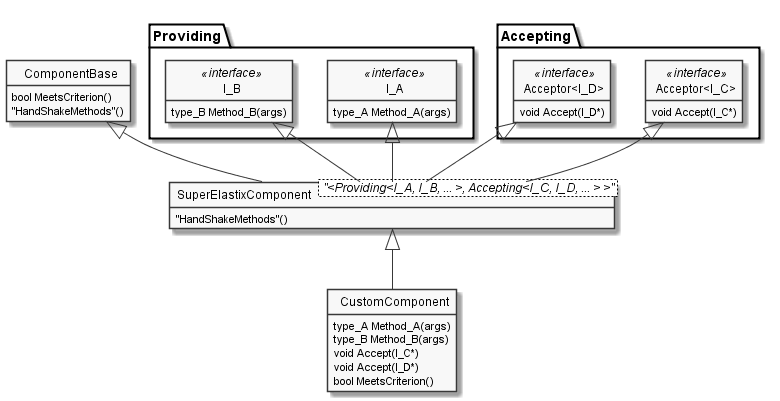 Providing
Accepting
ComponentBase
bool MeetsCriterion()
"HandShakeMethods"()
«interface»
I_B
type_B Method_B(args)
«interface»
I_A
type_A Method_A(args)
«interface»
Acceptor<I_D>
void Accept(I_D*)
«interface»
Acceptor<I_C>
void Accept(I_C*)
"<Providing<I_A, I_B, ... >, Accepting<I_C, I_D, ... > >"
SuperElastixComponent
"HandShakeMethods"()
CustomComponent
type_A Method_A(args)
type_B Method_B(args)
void Accept(I_C*)
void Accept(I_D*)
bool MeetsCriterion()